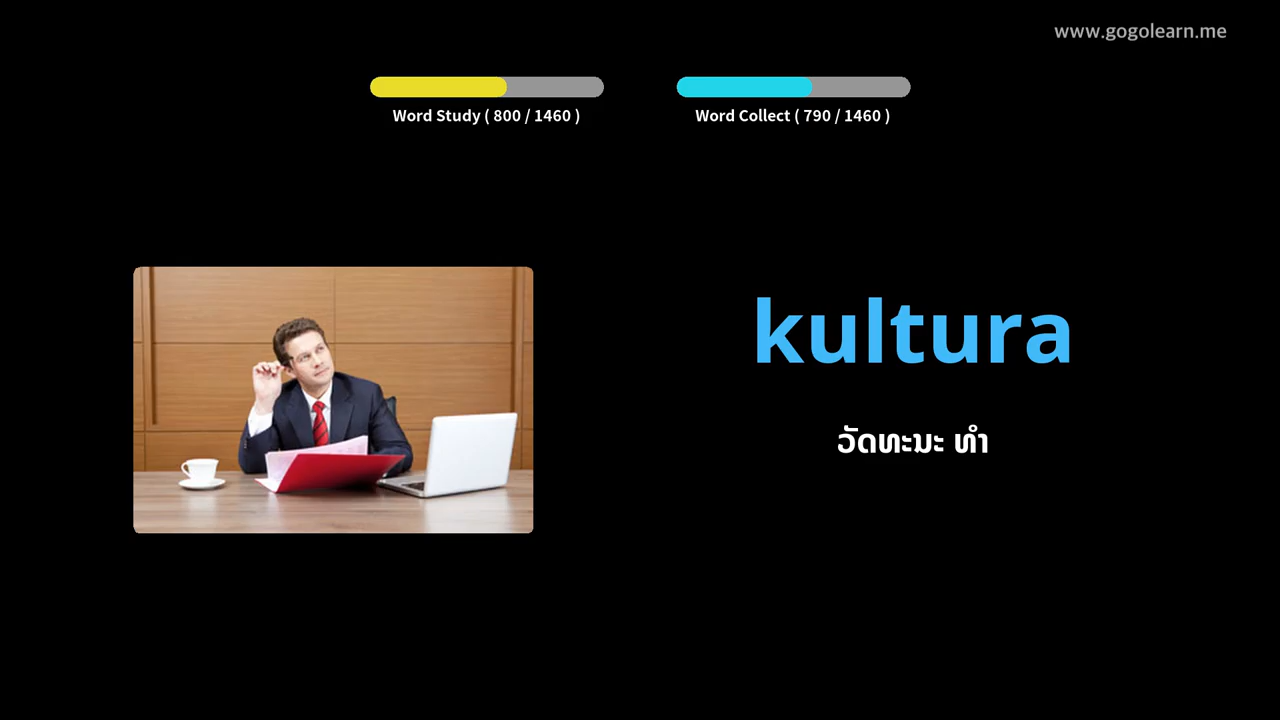 www.gogolearn.me
Word Study ( 800 / 1460 )
Word Collect ( 790 / 1460 )
kultura
ວັດທະນະ ທຳ